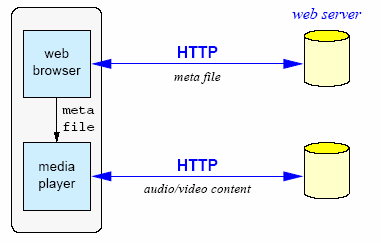 web server
web
browser
HTTP
meta file
meta
file
media
player
HTTP
audio/video content